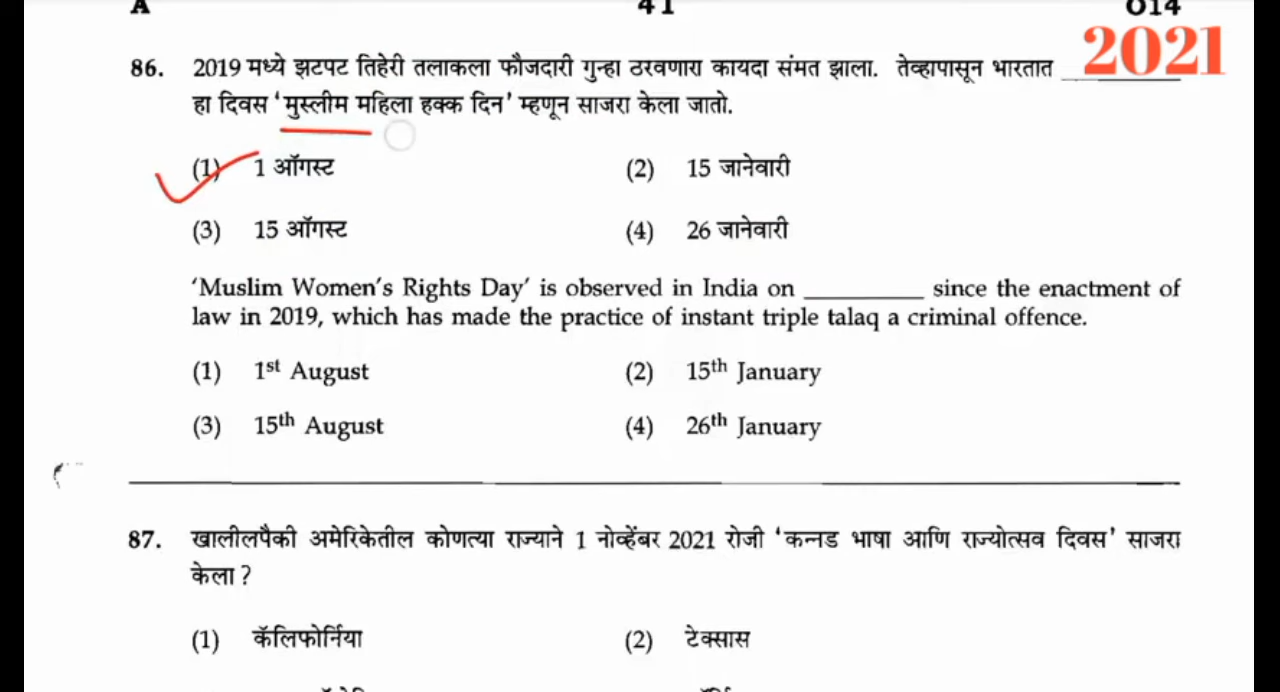 A 41 O14
2021
86. 2019 मध्ये झटपट तिहेरी तलाकला फौजदारी गुन्हा ठरवणारा कायदा संमत झाला. तेव्हापासून भारतात ________
हा दिवस ‘मुस्लीम महिला हक्क दिन’ म्हणून साजरा केला जातो.
(1) 1 ऑगस्ट (2) 15 जानेवारी
(3) 15 ऑगस्ट (4) 26 जानेवारी
‘Muslim Women’s Rights Day’ is observed in India on ________ since the enactment of
law in 2019, which has made the practice of instant triple talaq a criminal offence.
(1) 1st August (2) 15th January
(3) 15th August (4) 26th January
87. खालीलपैकी अमेरिकेतील कोणत्या राज्याने 1 नोव्हेंबर 2021 रोजी ‘कन्नड भाषा आणि राज्योत्सव दिवस’ साजरा
केला ?
(1) कॅलिफोर्निया (2) टेक्सास